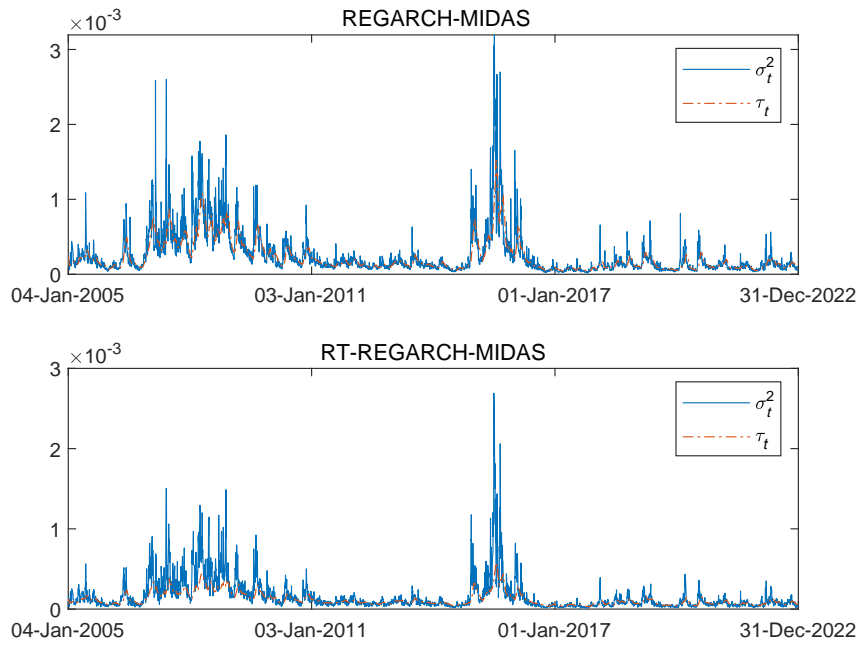 REGARCH-MIDAS
×10⁻³
3
2
1
0
σₜ²
τₜ
04-Jan-2005 03-Jan-2011 01-Jan-2017 31-Dec-2022
RT-REGARCH-MIDAS
×10⁻³
3
2
1
0
σₜ²
τₜ
04-Jan-2005 03-Jan-2011 01-Jan-2017 31-Dec-2022